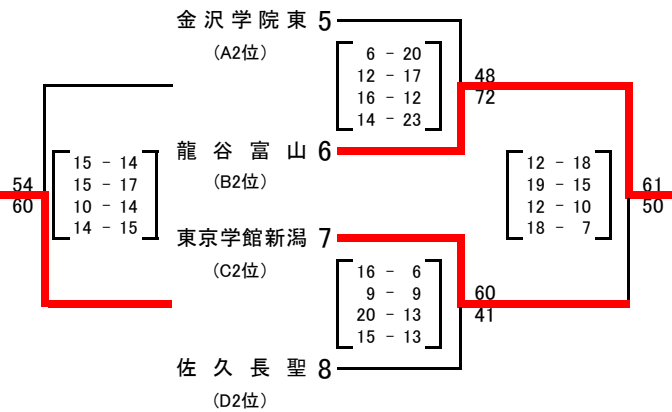 金沢学院東 5
(A2位)
6 - 20
12 - 17
16 - 12
14 - 23
48
72
龍谷富山 6
(B2位)
15 - 14
15 - 17
10 - 14
14 - 15
54
60
12 - 18
19 - 15
12 - 10
18 - 7
61
50
東京学館新潟 7
(C2位)
16 - 6
9 - 9
20 - 13
15 - 13
60
41
佐久長聖 8
(D2位)